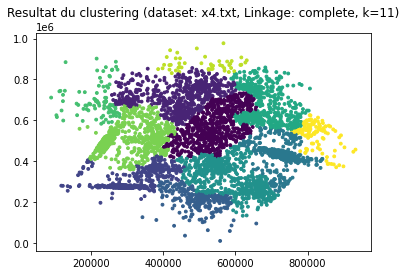 Resultat du clustering (dataset: x4.txt, Linkage: complete, k=11)
1e6
1.0
0.8
0.6
0.4
0.2
0.0
200000 400000 600000 800000